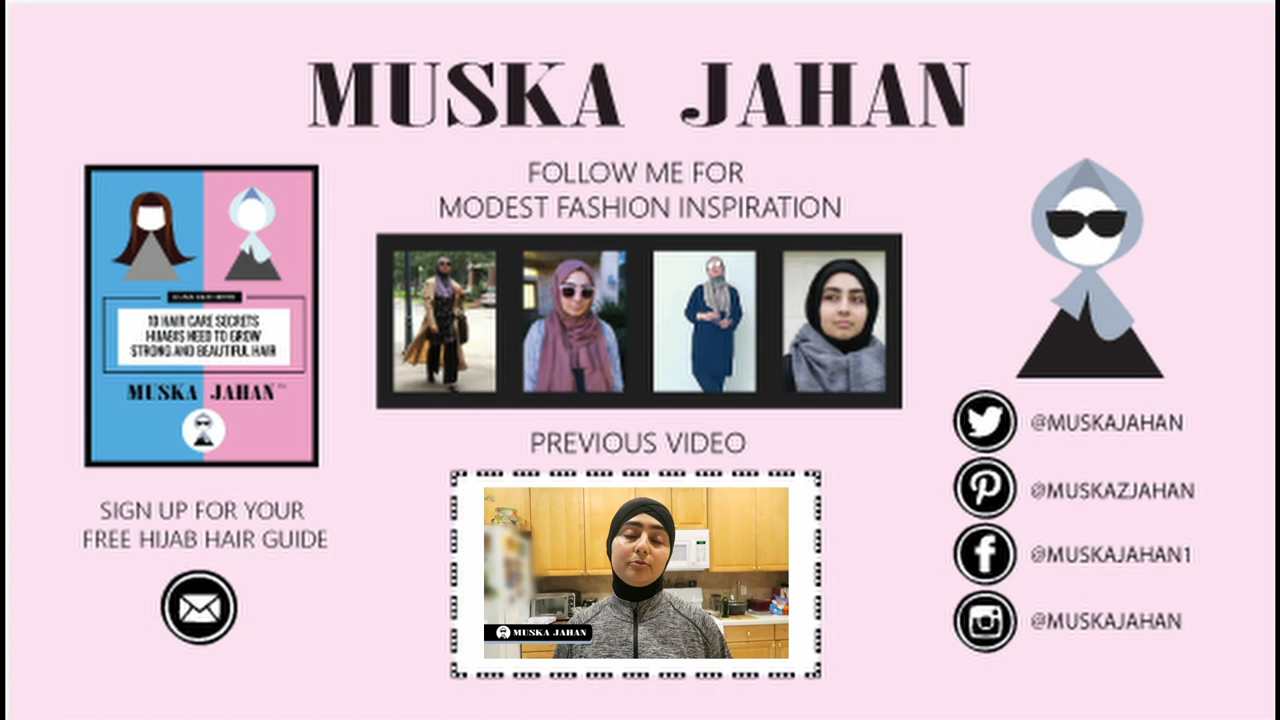 MUSKA JAHAN
FOLLOW ME FOR
MODEST FASHION INSPIRATION
10 HAIR CARE SECRETS
HIJABIS NEED TO GROW
STRONG AND BEAUTIFUL HAIR
MUSKA JAHAN
SIGN UP FOR YOUR
FREE HIJAB HAIR GUIDE
PREVIOUS VIDEO
MUSKA JAHAN
@MUSKAJAHAN
@MUSKAZJAHAN
@MUSKAJAHAN1
@MUSKAJAHAN